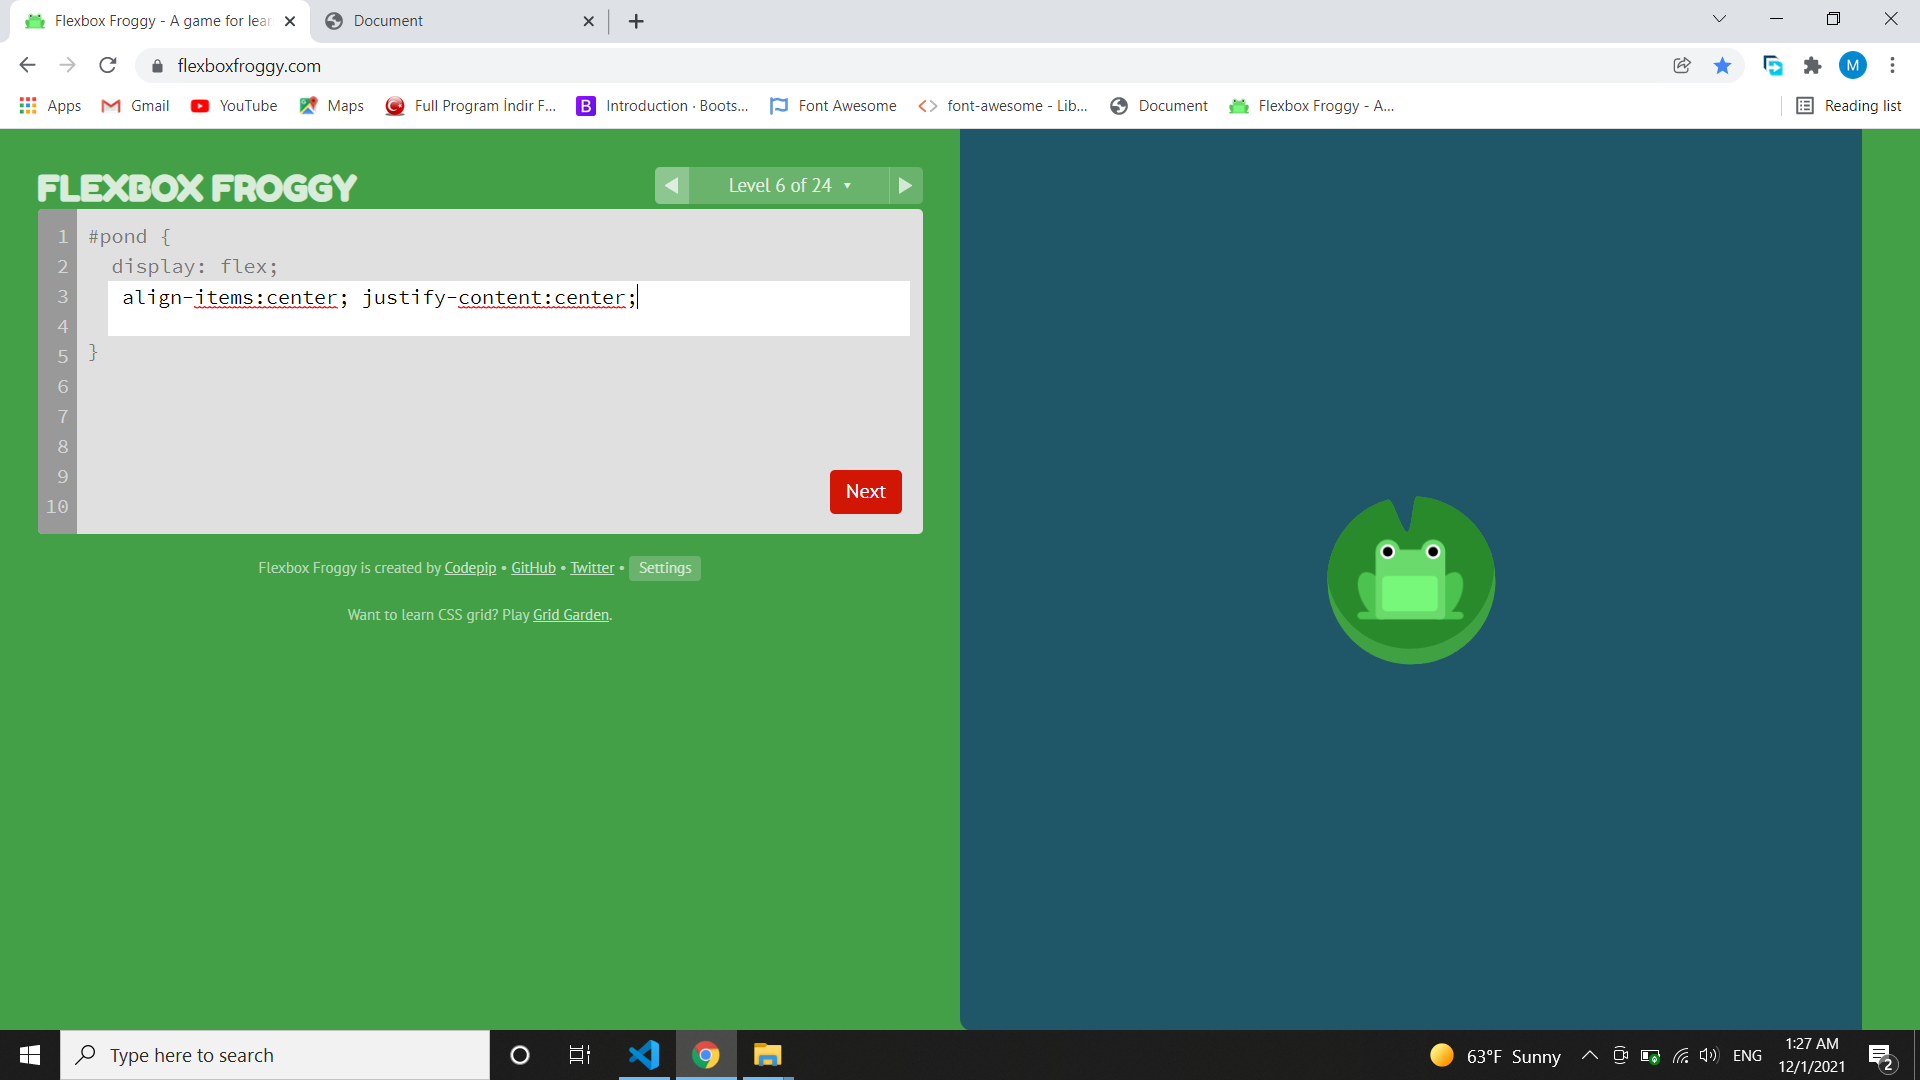 Flexbox Froggy - A game for lear
Document
flexboxfroggy.com
M
Apps
Gmail
YouTube
Maps
Full Program İndir F...
B
Introduction · Boots...
Font Awesome
font-awesome - Lib...
Document
Flexbox Froggy - A...
Reading list
FLEXBOX FROGGY
Level 6 of 24
1 #pond {
2 display: flex;
3 align-items:center; justify-content:center;
4
5 }
6
7
8
9
10
Next
Flexbox Froggy is created by Codepip • GitHub • Twitter • Settings
Want to learn CSS grid? Play Grid Garden.
Type here to search
63°F Sunny
ENG
1:27 AM
12/1/2021
2